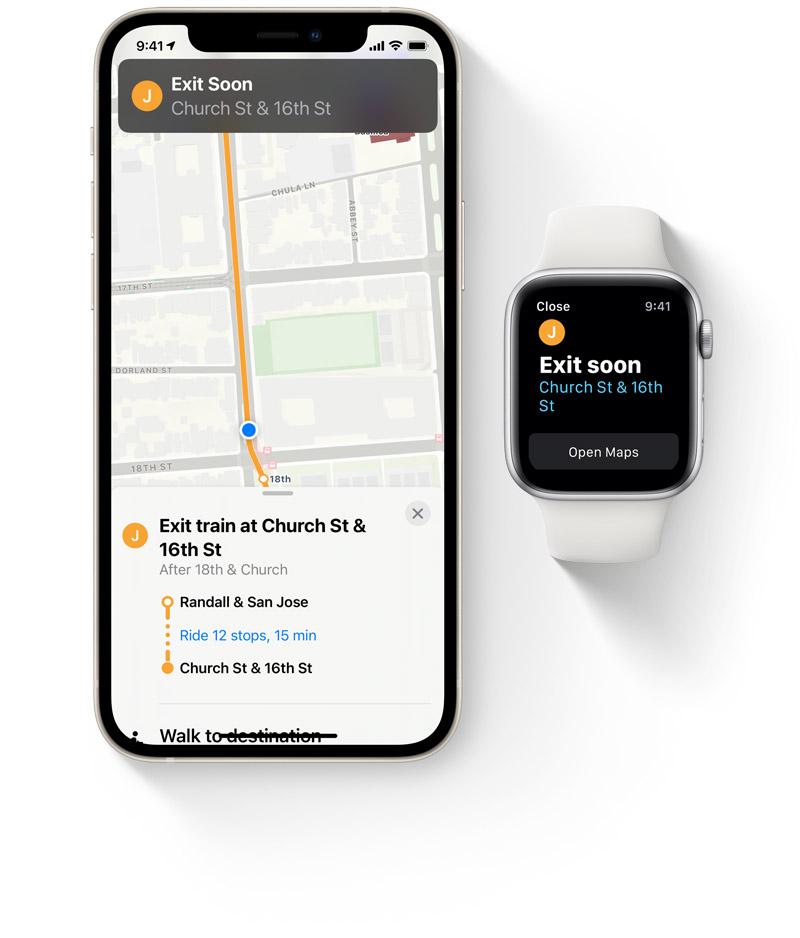 9:41
J
Exit Soon
Church St & 16th St
CHULA LN
ABBEY ST
17TH ST
DORLAND ST
18TH ST
18th
J
Exit train at Church St &
16th St
After 18th & Church
Randall & San Jose
Ride 12 stops, 15 min
Church St & 16th St
Walk to destination
Close
9:41
J
Exit soon
Church St & 16th
St
Open Maps